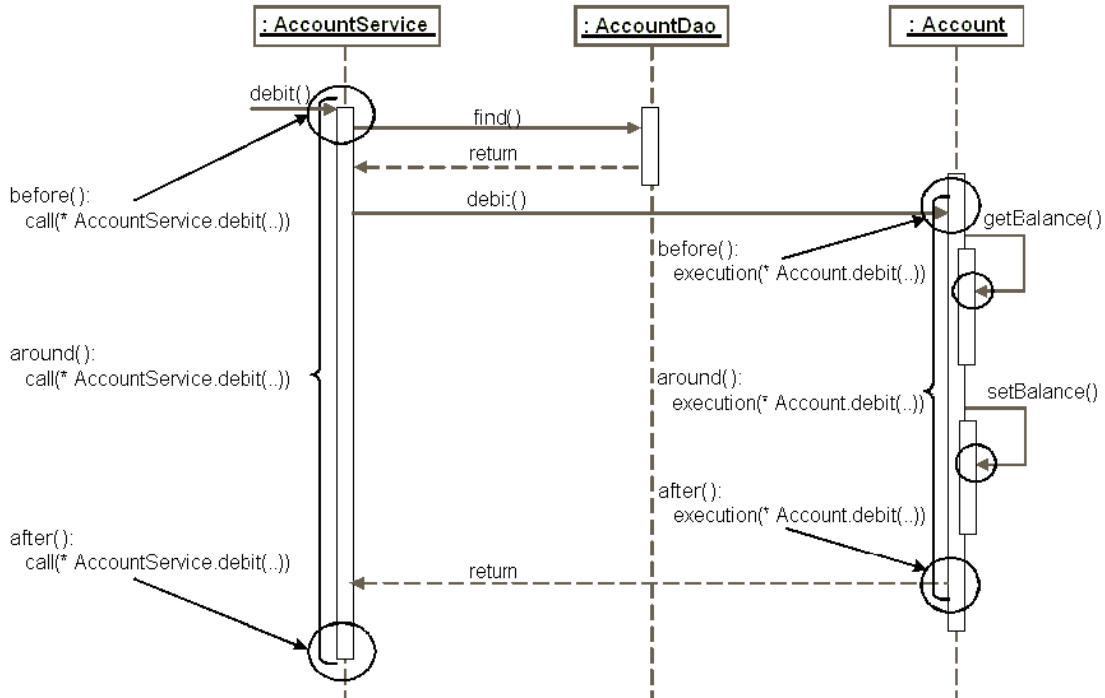 : AccountService
: AccountDao
: Account
debit()
find()
return
before():
call(* AccountService.debit(..))
debit()
getBalance()
before():
execution(* Account.debit(..))
around():
call(* AccountService.debit(..))
around():
execution(* Account.debit(..))
setBalance()
after():
execution(* Account.debit(..))
after():
call(* AccountService.debit(..))
return